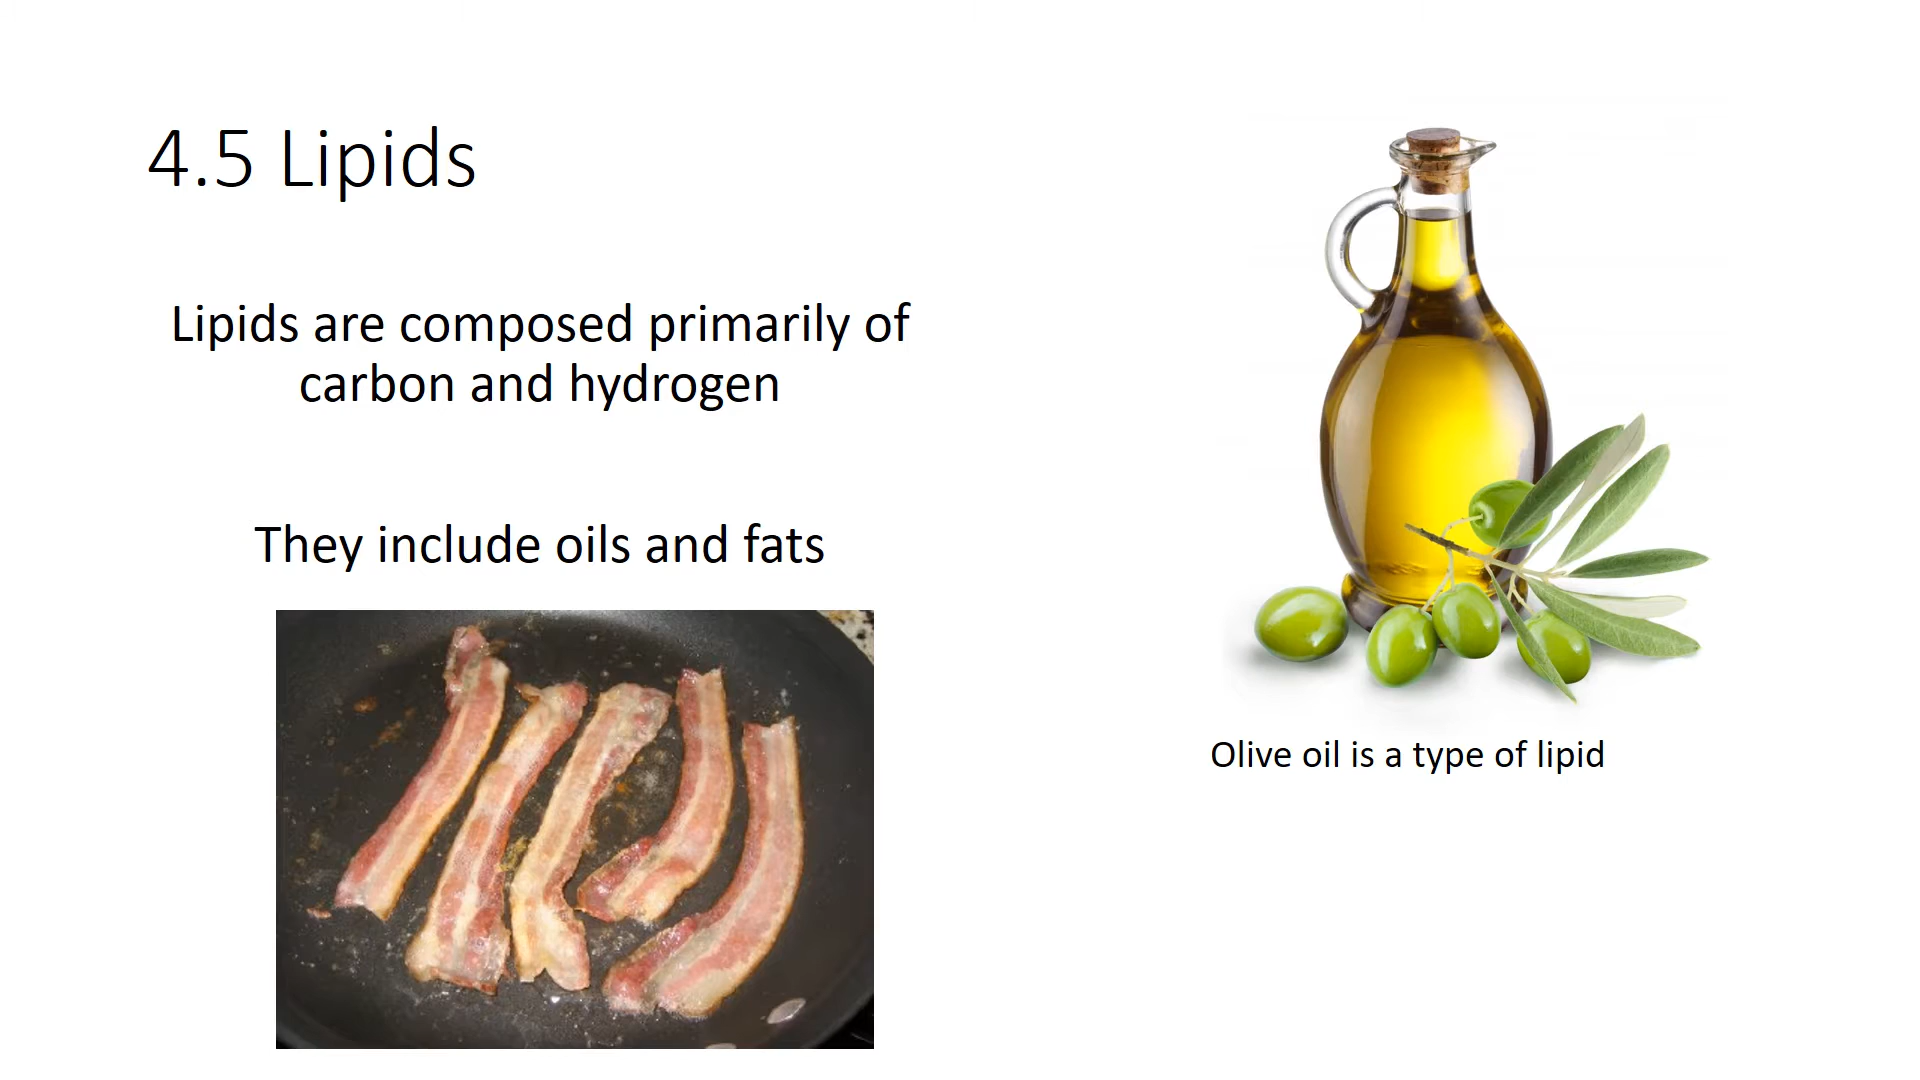 4.5 Lipids
Lipids are composed primarily of
carbon and hydrogen
They include oils and fats
Olive oil is a type of lipid